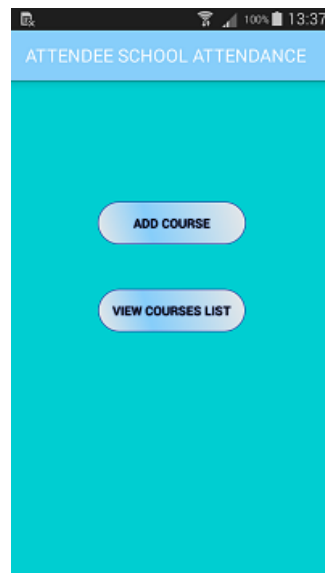 100% 13:37
ATTENDEE SCHOOL ATTENDANCE
ADD COURSE
VIEW COURSES LIST